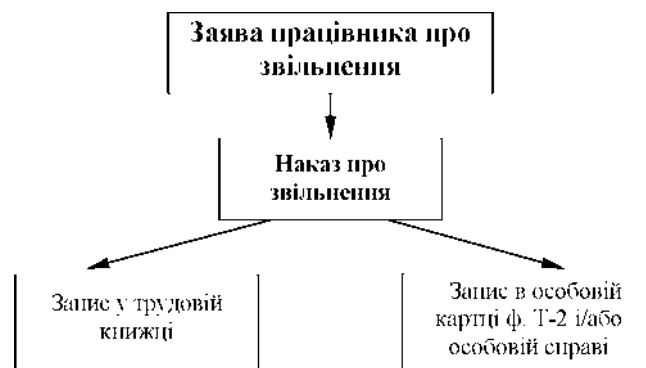 Заява працівника про
звільнення
Наказ про
звільнення
Запис у трудовій
книжці
Запис в особовій
картці ф. Т-2 і/або
особовій справі